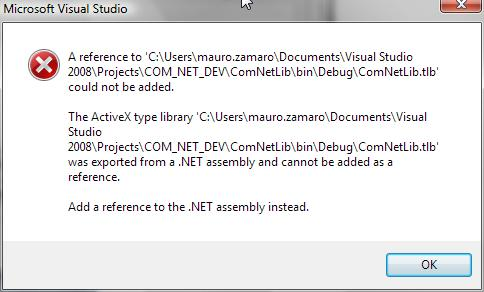 Microsoft Visual Studio
A reference to 'C:\Users\mauro.zamaro\Documents\Visual Studio
2008\Projects\COM_NET_DEV\ComNetLib\bin\Debug\ComNetLib.tlb'
could not be added.
The ActiveX type library 'C:\Users\mauro.zamaro\Documents\Visual
Studio
2008\Projects\COM_NET_DEV\ComNetLib\bin\Debug\ComNetLib.tlb'
was exported from a .NET assembly and cannot be added as a
reference.
Add a reference to the .NET assembly instead.
OK